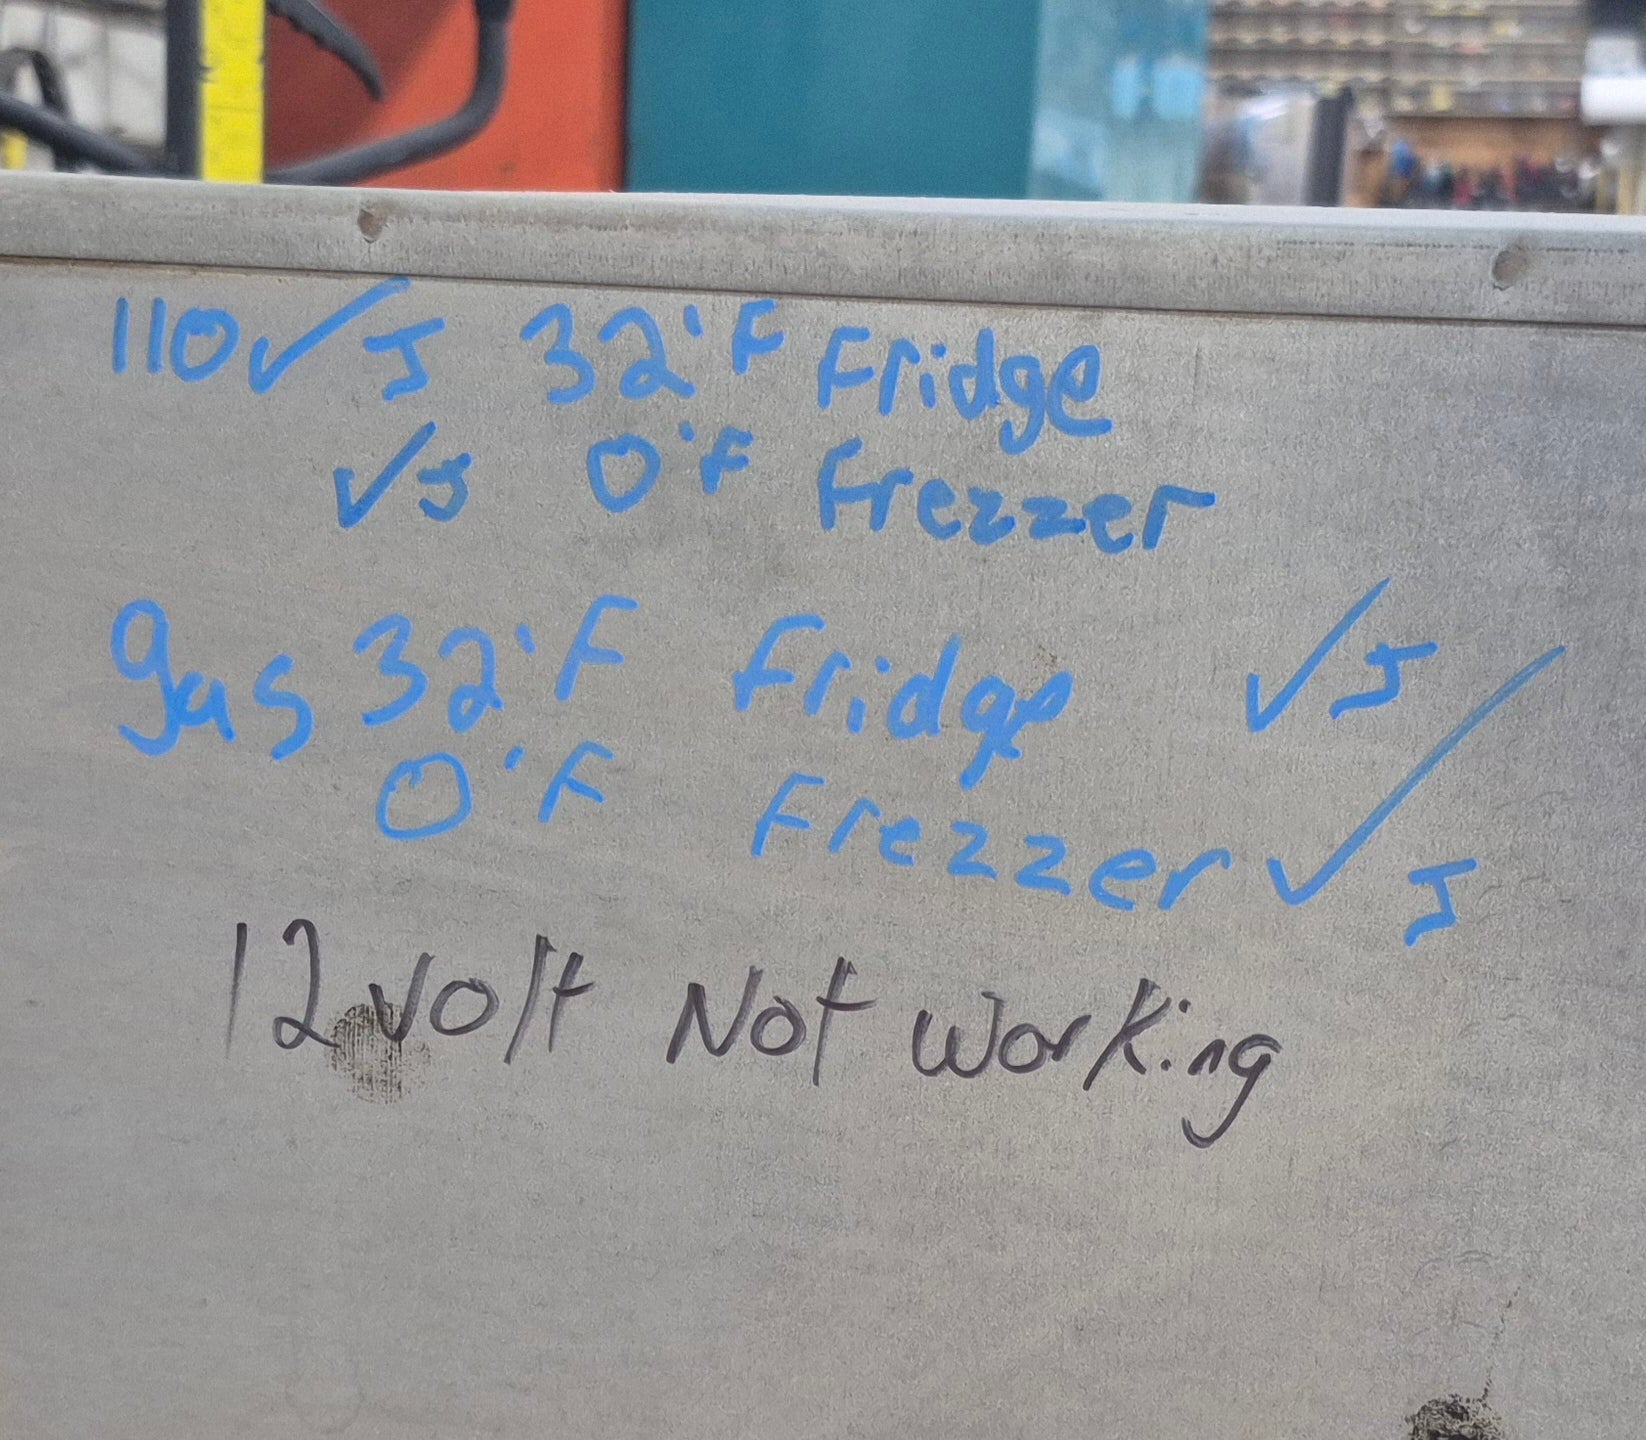 110 ✓ J 32°F Fridge
✓ J 0°F Frezzer
gas 32°F Fridge ✓ J
0°F Frezzer ✓ J
12 volt Not working